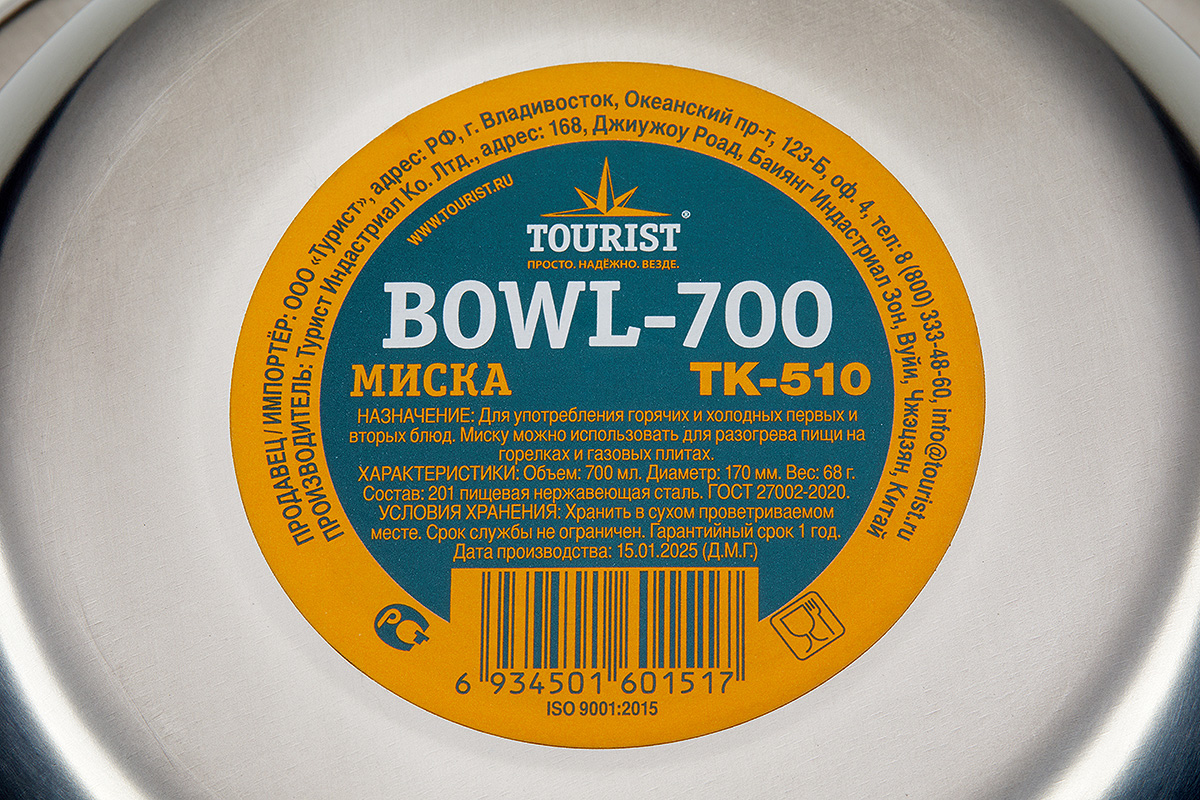 ПРОДАВЕЦ/ ИМПОРТЁР: ООО «Турист», адрес: РФ, г. Владивосток, Океанский пр-т, 123-Б, оф. 4, тел: 8 (800) 333-48-60, info@tourist.ru
ПРОИЗВОДИТЕЛЬ: Турист Индастриал Ко. Лтд., адрес: 168, Джиужоу Роад, Баиянг Индастриал Зон, Вуйи, Чжэцзян, Китай
WWW.TOURIST.RU
TOURIST®
ПРОСТО. НАДЁЖНО. ВЕЗДЕ.
BOWL-700
МИСКА TK-510
НАЗНАЧЕНИЕ: Для употребления горячих и холодных первых и
вторых блюд. Миску можно использовать для разогрева пищи на
горелках и газовых плитах.
ХАРАКТЕРИСТИКИ: Объем: 700 мл. Диаметр: 170 мм. Вес: 68 г.
Состав: 201 пищевая нержавеющая сталь. ГОСТ 27002-2020.
УСЛОВИЯ ХРАНЕНИЯ: Хранить в сухом проветриваемом
месте. Срок службы не ограничен. Гарантийный срок 1 год.
Дата производства: 15.01.2025 (Д.М.Г.)
РСТ
6 934501 601517
ISO 9001:2015